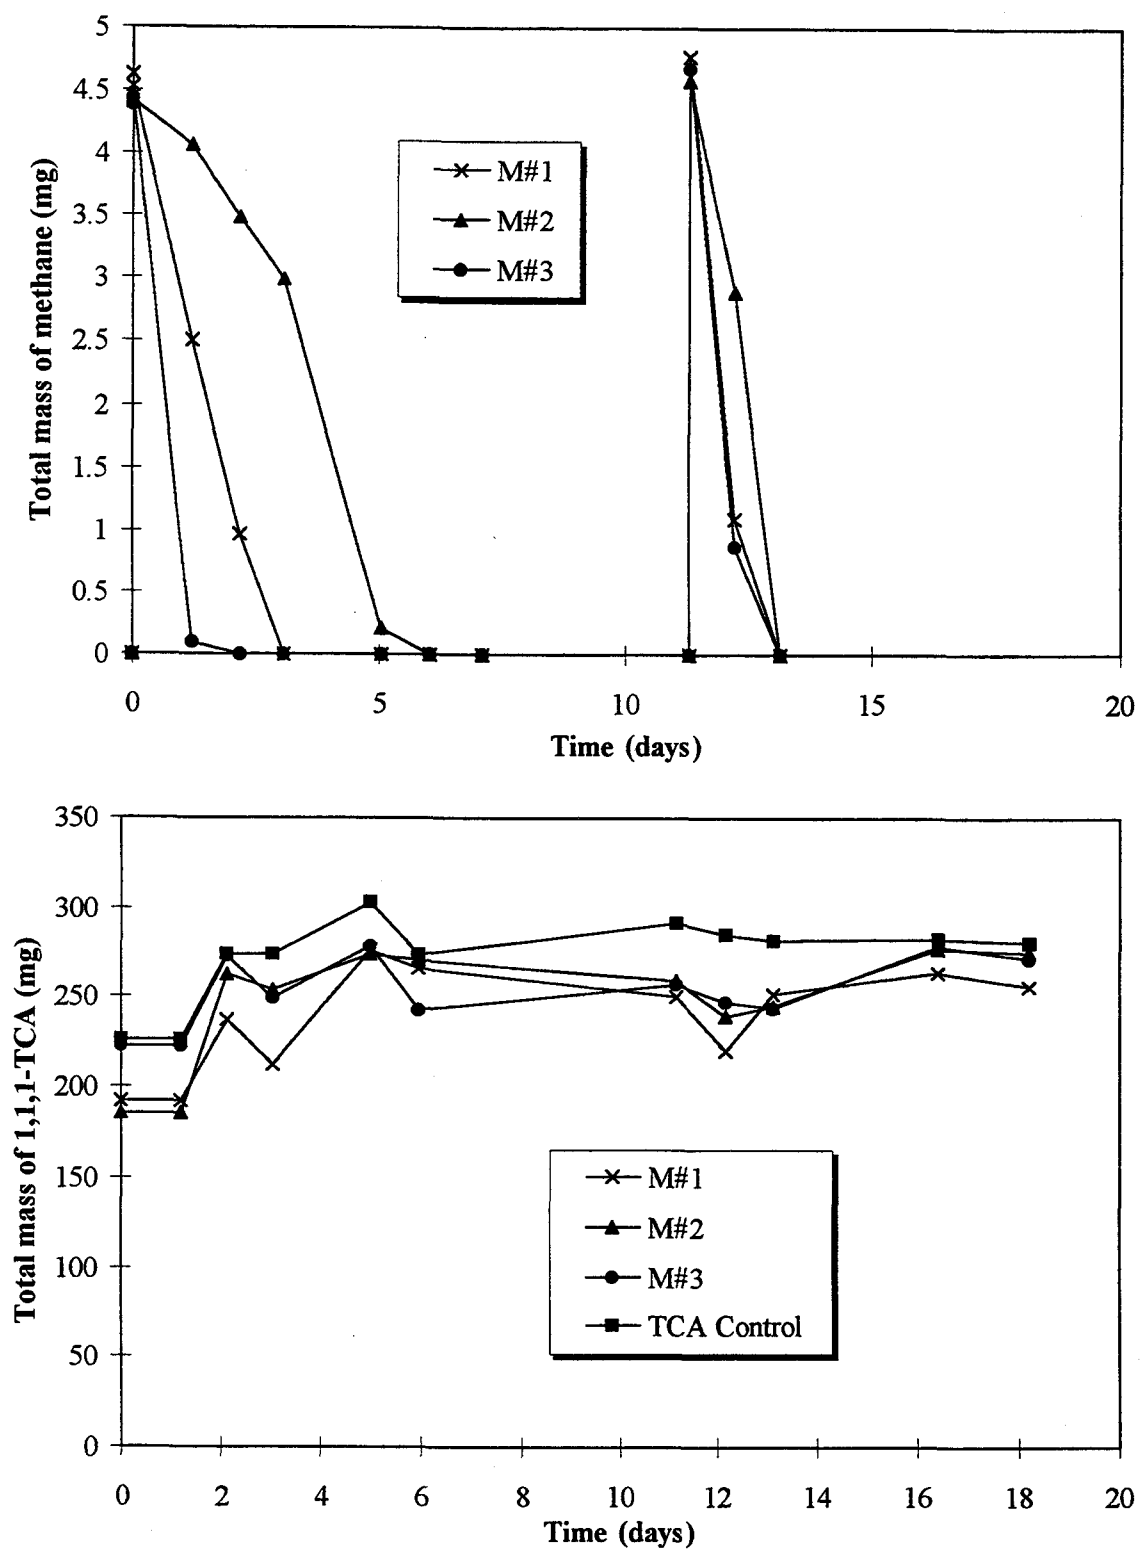 5
4.5
4
3.5
3
2.5
2
1.5
1
0.5
0
Total mass of methane (mg)
M#1
M#2
M#3
0 5 10 15 20
Time (days)
350
300
250
200
150
100
50
0
Total mass of 1,1,1-TCA (mg)
M#1
M#2
M#3
TCA Control
0 2 4 6 8 10 12 14 16 18 20
Time (days)